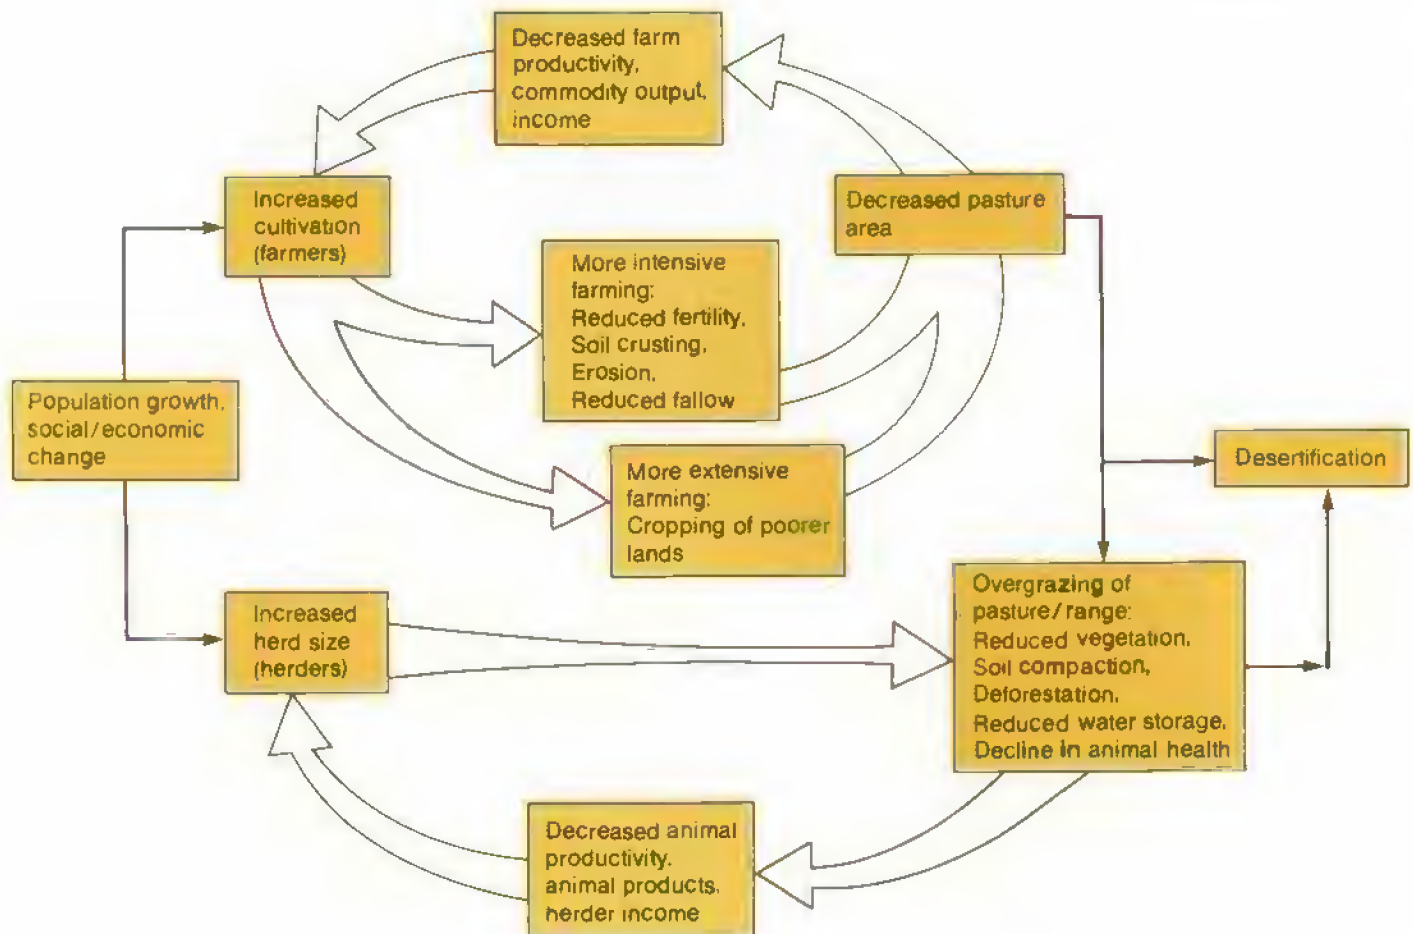 Decreased farm
productivity,
commodity output,
income
Increased
cultivation
(farmers)
Decreased pasture
area
More intensive
farming:
Reduced fertility,
Soil crusting,
Erosion,
Reduced fallow
Population growth,
social/economic
change
More extensive
farming:
Cropping of poorer
lands
Desertification
Increased
herd size
(herders)
Overgrazing of
pasture/range:
Reduced vegetation,
Soil compaction,
Deforestation,
Reduced water storage,
Decline in animal health
Decreased animal
productivity,
animal products,
herder income